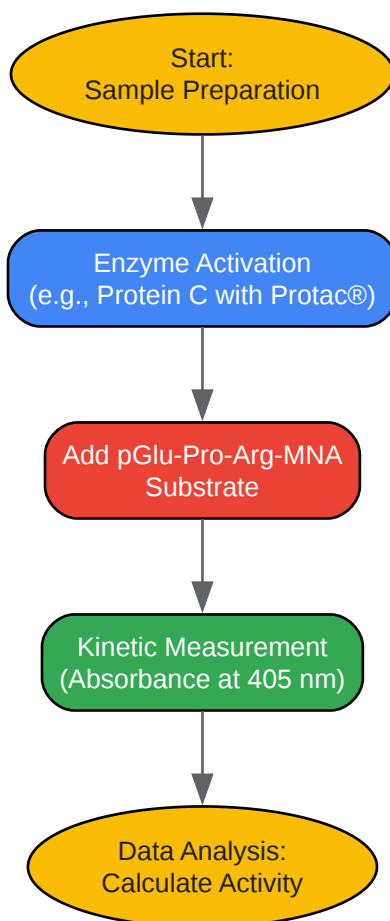 Start:
Sample Preparation
Enzyme Activation
(e.g., Protein C with Protac®)
Add pGlu-Pro-Arg-MNA
Substrate
Kinetic Measurement
(Absorbance at 405 nm)
Data Analysis:
Calculate Activity